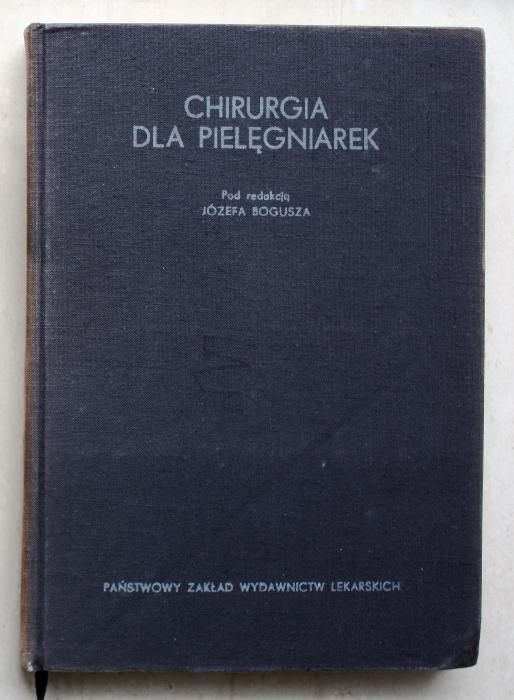 CHIRURGIA
DLA PIELĘGNIAREK
Pod redakcją
JÓZEFA BOGUSZA
PAŃSTWOWY ZAKŁAD WYDAWNICTW LEKARSKICH